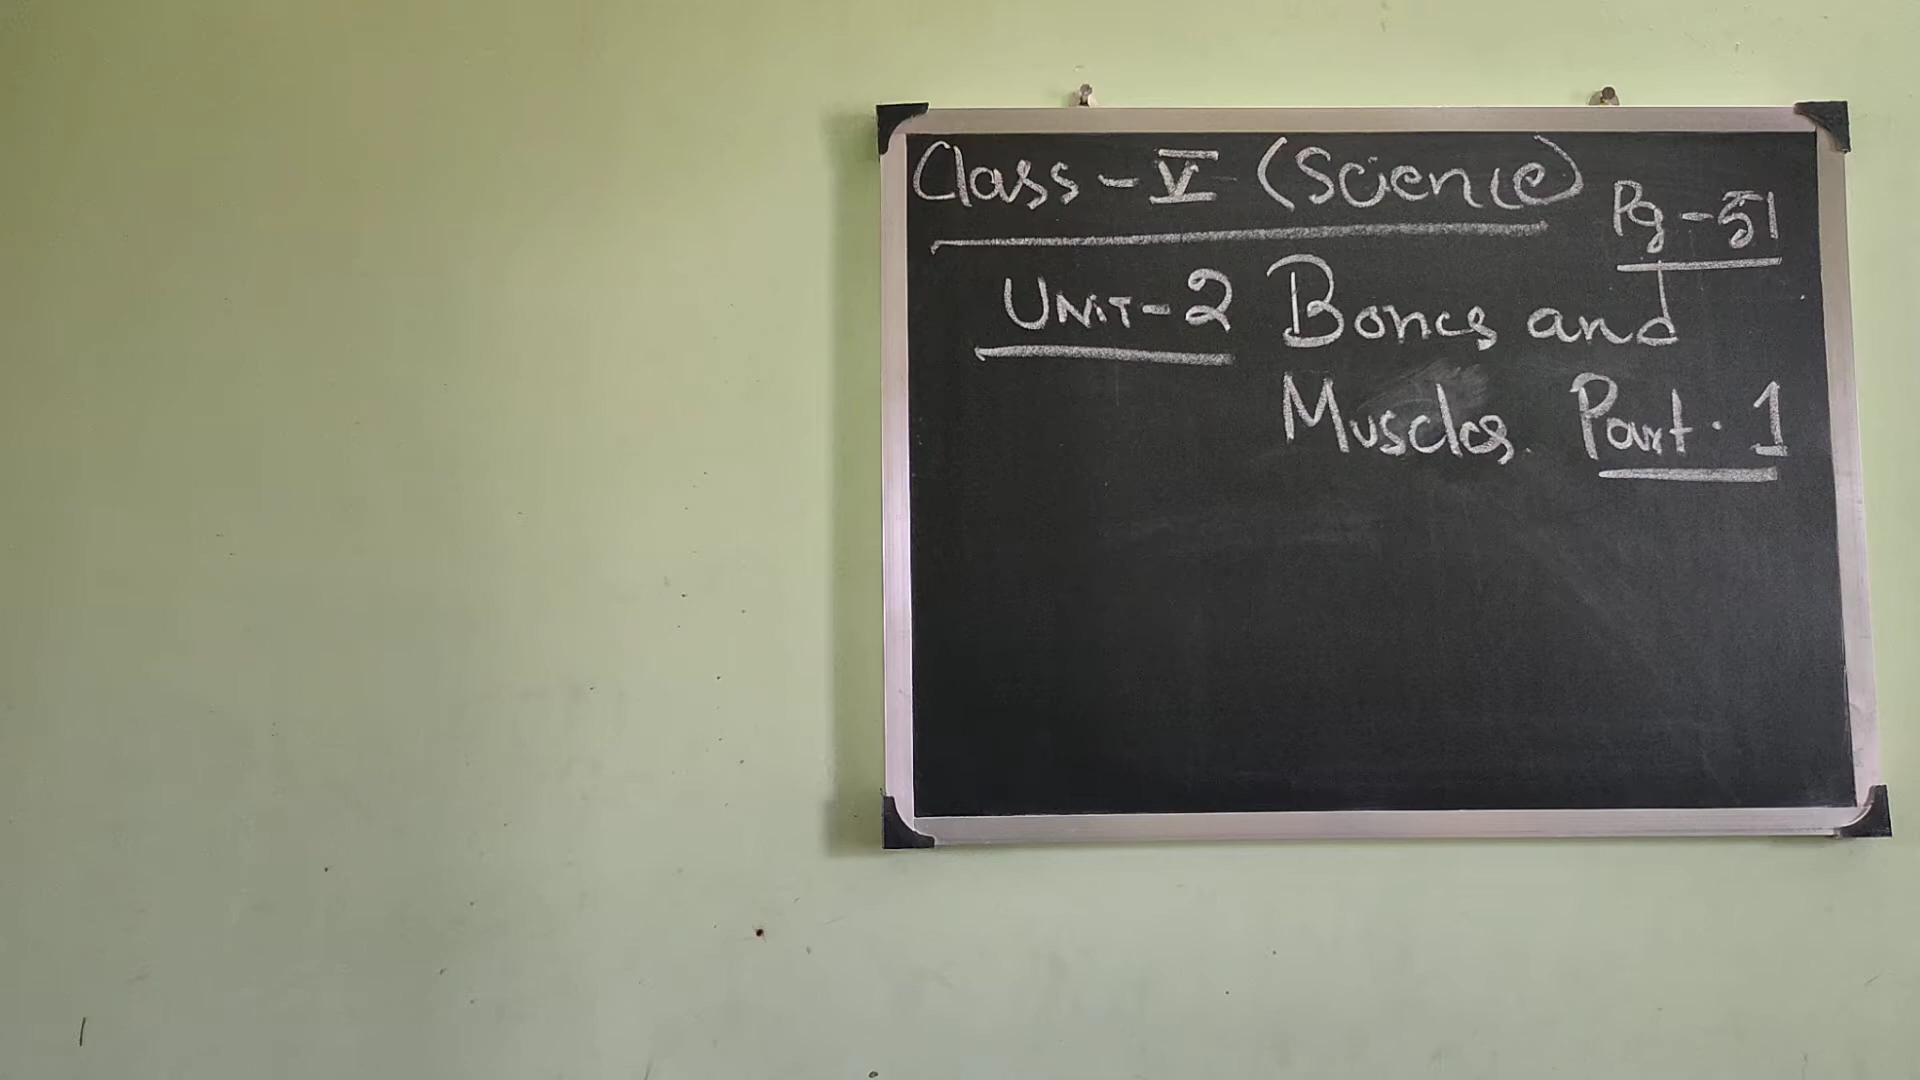 Class - V (Science)
Pg - 51
UNIT - 2 Bones and
Muscles. Part. 1